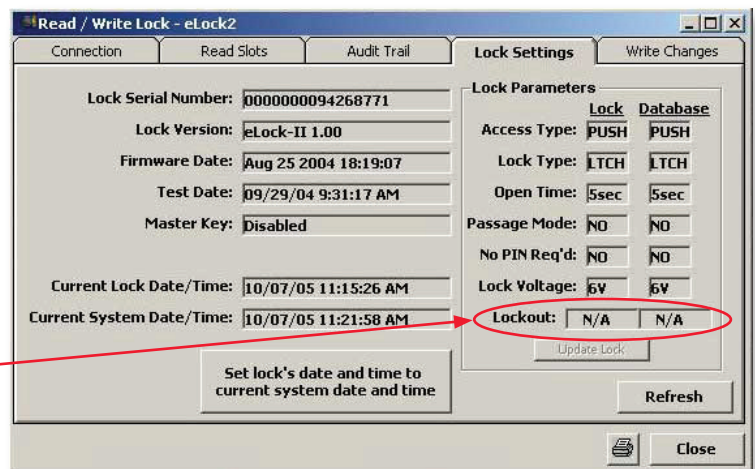 Read / Write Lock - eLock2
Connection Read Slots Audit Trail Lock Settings Write Changes
Lock Serial Number: 0000000094268771
Lock Version: eLock-II 1.00
Firmware Date: Aug 25 2004 18:19:07
Test Date: 09/29/04 9:31:17 AM
Master Key: Disabled
Current Lock Date/Time: 10/07/05 11:15:26 AM
Current System Date/Time: 10/07/05 11:21:58 AM
Set lock's date and time to
current system date and time
Lock Parameters
Lock Database
Access Type: PUSH PUSH
Lock Type: LTCH LTCH
Open Time: 5sec 5sec
Passage Mode: NO NO
No PIN Req'd: NO NO
Lock Voltage: 6V 6V
Lockout: N/A N/A
Update Lock
Refresh
Close